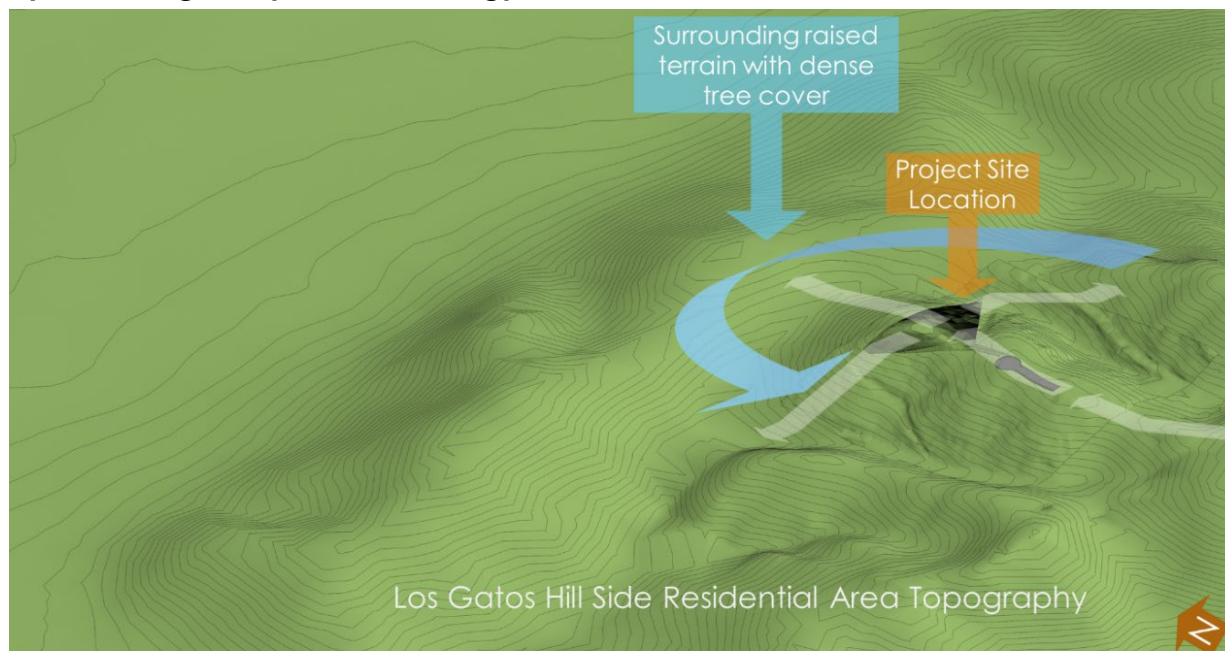 Surrounding raised
terrain with dense
tree cover
Project Site
Location
Los Gatos Hill Side Residential Area Topography
N